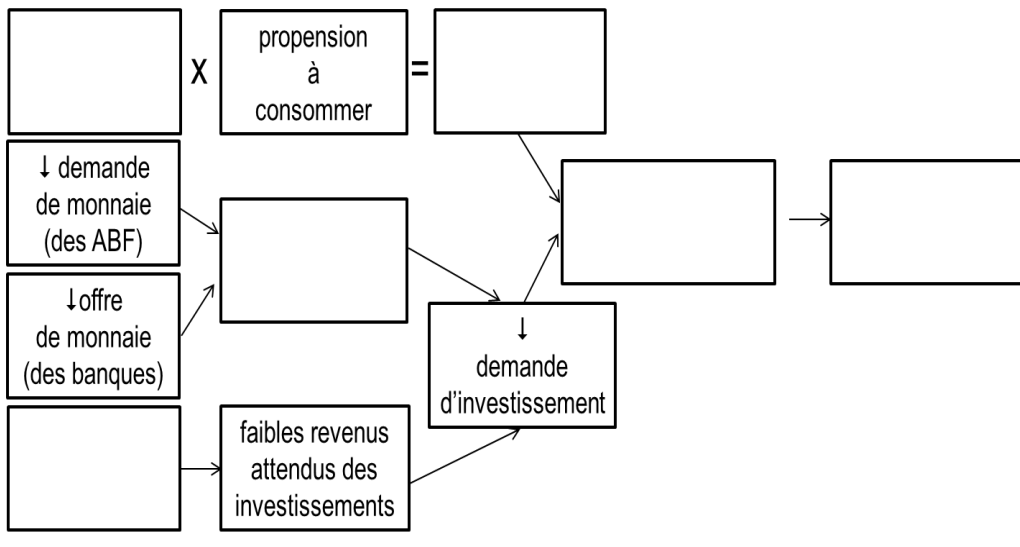 X
propension
à
consommer
=
↓ demande
de monnaie
(des ABF)
↓offre
de monnaie
(des banques)
↓
demande
d'investissement
faibles revenus
attendus des
investissements